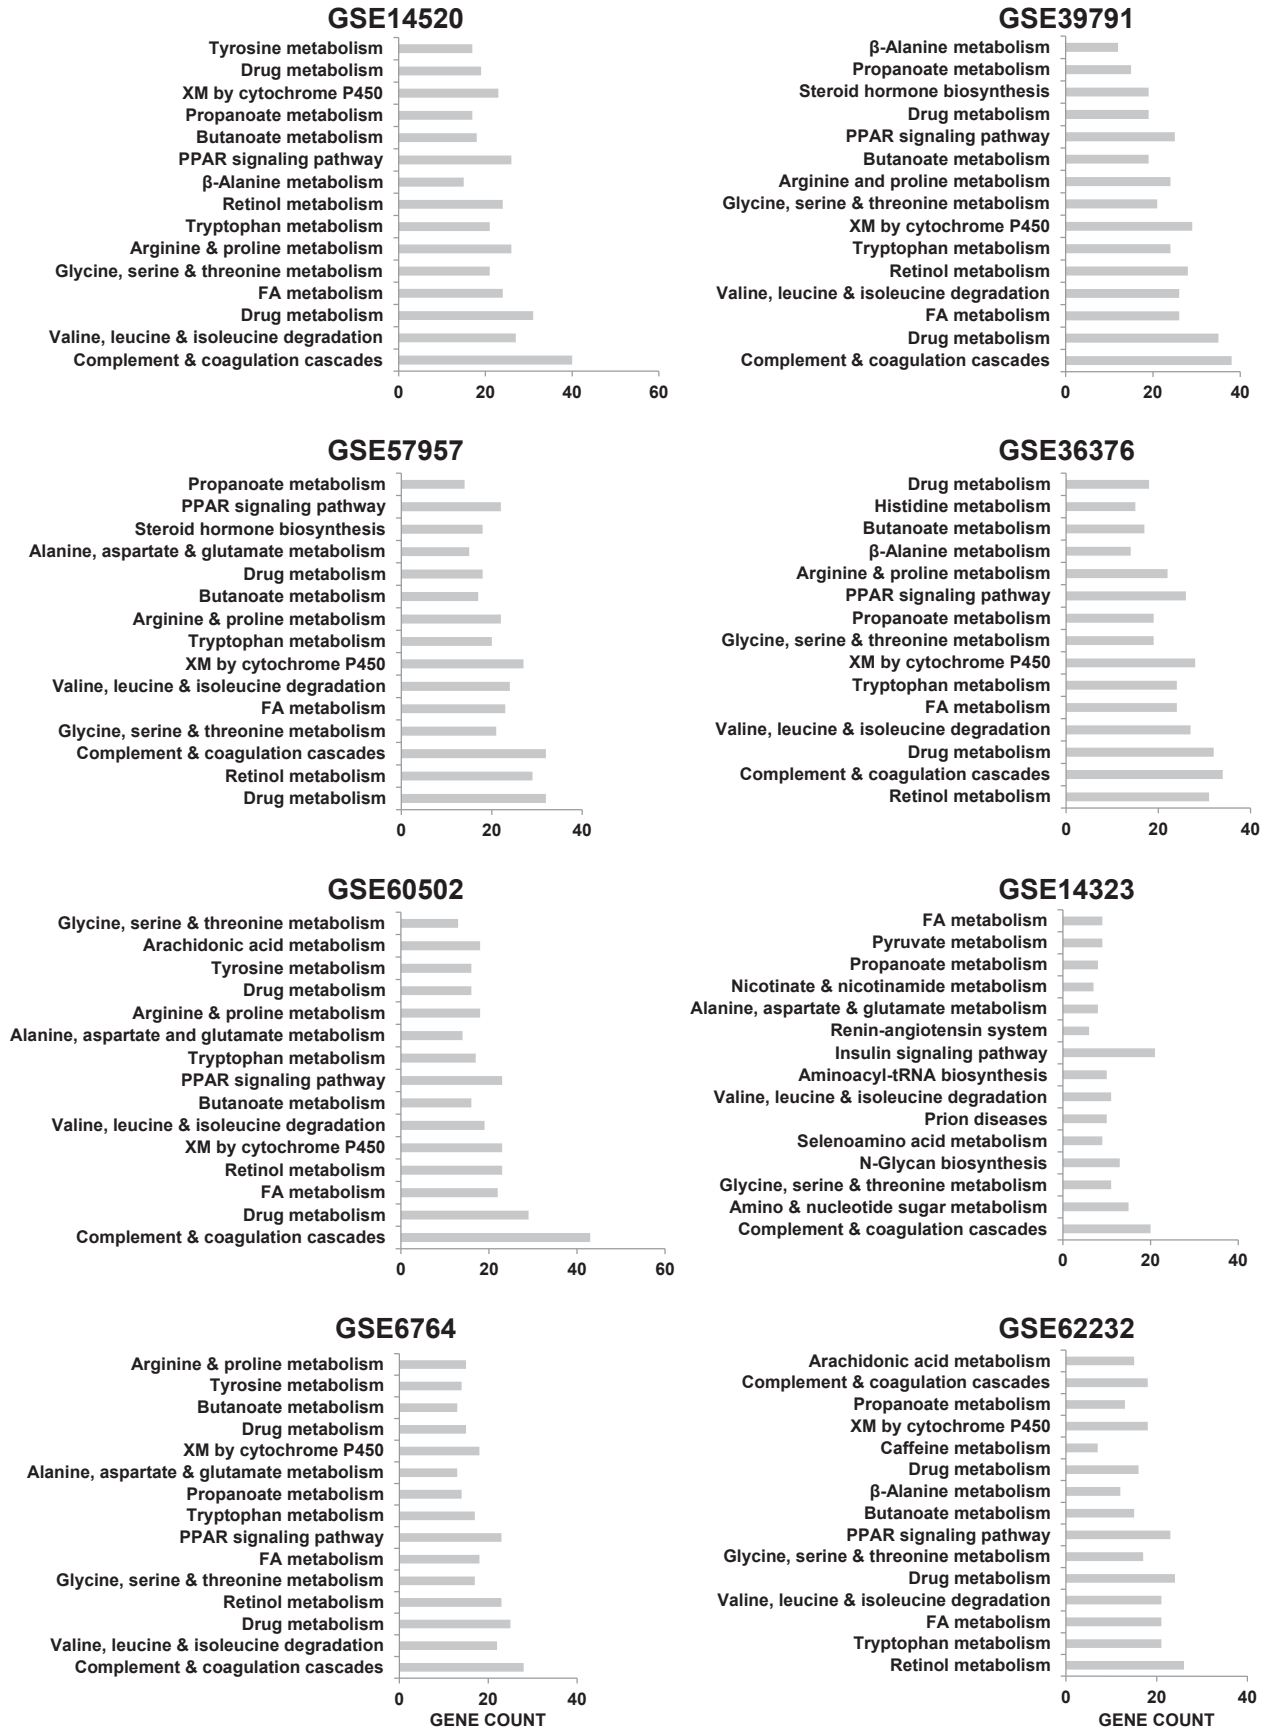 GSE14520
Tyrosine metabolism
Drug metabolism
XM by cytochrome P450
Propanoate metabolism
Butanoate metabolism
PPAR signaling pathway
β-Alanine metabolism
Retinol metabolism
Tryptophan metabolism
Arginine & proline metabolism
Glycine, serine & threonine metabolism
FA metabolism
Drug metabolism
Valine, leucine & isoleucine degradation
Complement & coagulation cascades
0 20 40 60
GSE39791
β-Alanine metabolism
Propanoate metabolism
Steroid hormone biosynthesis
Drug metabolism
PPAR signaling pathway
Butanoate metabolism
Arginine and proline metabolism
Glycine, serine & threonine metabolism
XM by cytochrome P450
Tryptophan metabolism
Retinol metabolism
Valine, leucine & isoleucine degradation
FA metabolism
Drug metabolism
Complement & coagulation cascades
0 20 40
GSE57957
Propanoate metabolism
PPAR signaling pathway
Steroid hormone biosynthesis
Alanine, aspartate & glutamate metabolism
Drug metabolism
Butanoate metabolism
Arginine & proline metabolism
Tryptophan metabolism
XM by cytochrome P450
Valine, leucine & isoleucine degradation
FA metabolism
Glycine, serine & threonine metabolism
Complement & coagulation cascades
Retinol metabolism
Drug metabolism
0 20 40
GSE36376
Drug metabolism
Histidine metabolism
Butanoate metabolism
β-Alanine metabolism
Arginine & proline metabolism
PPAR signaling pathway
Propanoate metabolism
Glycine, serine & threonine metabolism
XM by cytochrome P450
Tryptophan metabolism
FA metabolism
Valine, leucine & isoleucine degradation
Drug metabolism
Complement & coagulation cascades
Retinol metabolism
0 20 40
GSE60502
Glycine, serine & threonine metabolism
Arachidonic acid metabolism
Tyrosine metabolism
Drug metabolism
Arginine & proline metabolism
Alanine, aspartate and glutamate metabolism
Tryptophan metabolism
PPAR signaling pathway
Butanoate metabolism
Valine, leucine & isoleucine degradation
XM by cytochrome P450
Retinol metabolism
FA metabolism
Drug metabolism
Complement & coagulation cascades
0 20 40 60
GSE14323
FA metabolism
Pyruvate metabolism
Propanoate metabolism
Nicotinate & nicotinamide metabolism
Alanine, aspartate & glutamate metabolism
Renin-angiotensin system
Insulin signaling pathway
Aminoacyl-tRNA biosynthesis
Valine, leucine & isoleucine degradation
Prion diseases
Selenoamino acid metabolism
N-Glycan biosynthesis
Glycine, serine & threonine metabolism
Amino & nucleotide sugar metabolism
Complement & coagulation cascades
0 20 40
GSE6764
Arginine & proline metabolism
Tyrosine metabolism
Butanoate metabolism
Drug metabolism
XM by cytochrome P450
Alanine, aspartate & glutamate metabolism
Propanoate metabolism
Tryptophan metabolism
PPAR signaling pathway
FA metabolism
Glycine, serine & threonine metabolism
Retinol metabolism
Drug metabolism
Valine, leucine & isoleucine degradation
Complement & coagulation cascades
0 20 40
GENE COUNT
GSE62232
Arachidonic acid metabolism
Complement & coagulation cascades
Propanoate metabolism
XM by cytochrome P450
Caffeine metabolism
Drug metabolism
β-Alanine metabolism
Butanoate metabolism
PPAR signaling pathway
Glycine, serine & threonine metabolism
Drug metabolism
Valine, leucine & isoleucine degradation
FA metabolism
Tryptophan metabolism
Retinol metabolism
0 20 40
GENE COUNT